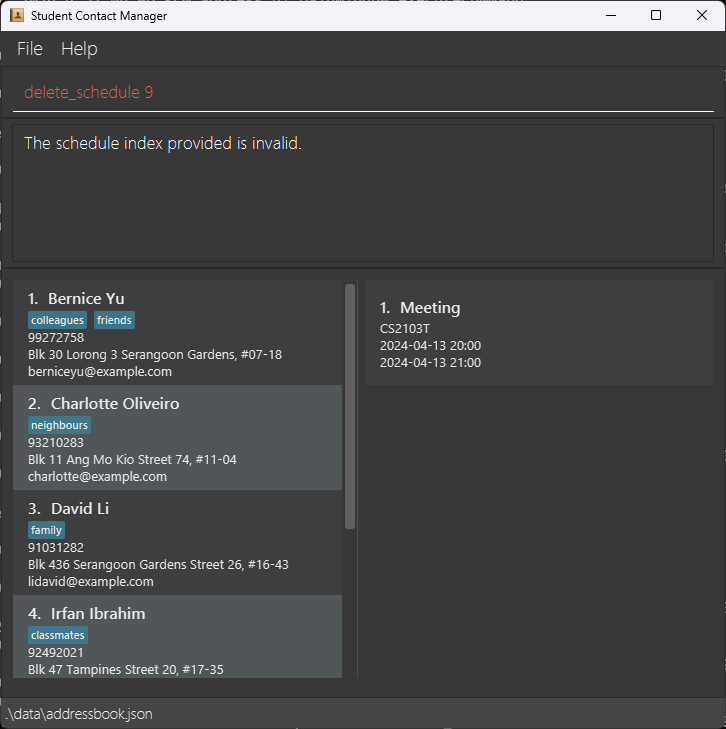 Student Contact Manager
File Help
delete_schedule 9
The schedule index provided is invalid.
1. Bernice Yu
colleagues friends
99272758
Blk 30 Lorong 3 Serangoon Gardens, #07-18
berniceyu@example.com
2. Charlotte Oliveiro
neighbours
93210283
Blk 11 Ang Mo Kio Street 74, #11-04
charlotte@example.com
3. David Li
family
91031282
Blk 436 Serangoon Gardens Street 26, #16-43
lidavid@example.com
4. Irfan Ibrahim
classmates
92492021
Blk 47 Tampines Street 20, #17-35
1. Meeting
CS2103T
2024-04-13 20:00
2024-04-13 21:00
.\data\addressbook.json